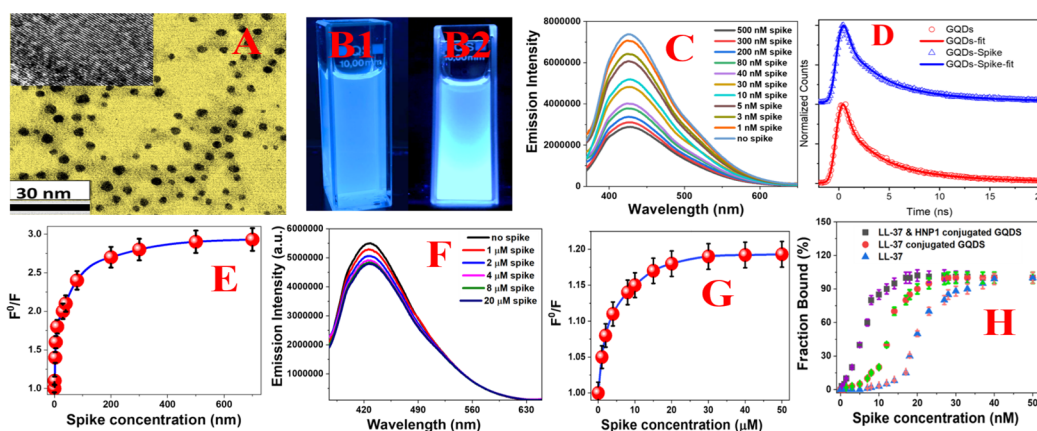 A
30 nm
B1
B2
10,00mm
10,00mm
C
Emission Intensity
8000000
6000000
4000000
2000000
0
500 nM spike
300 nM spike
200 nM spike
80 nM spike
40 nM spike
30 nM spike
10 nM spike
5 nM spike
3 nM spike
1 nM spike
no spike
400
500
600
Wavelength (nm)
D
Normalized Counts
GQDs
GQDs-fit
GQDs-Spike
GQDs-Spike-fit
0
5
10
15
20
Time (ns)
E
F⁰/F
3.0
2.5
2.0
1.5
1.0
0
200
400
600
Spike concentration (nm)
F
Emission Intensity (a.u.)
6000000
5000000
4000000
3000000
2000000
1000000
no spike
1 μM spike
2 μM spike
4 μM spike
8 μM spike
20 μM spike
420
490
560
630
Wavelength (nm)
G
F⁰/F
1.20
1.15
1.10
1.05
1.00
0
10
20
30
40
50
Spike concentration (μM)
H
Fraction Bound (%)
150
120
90
60
30
0
LL-37 & HNP1 conjugated GQDS
LL-37 conjugated GQDS
LL-37
0
10
20
30
40
50
Spike concentration (nM)